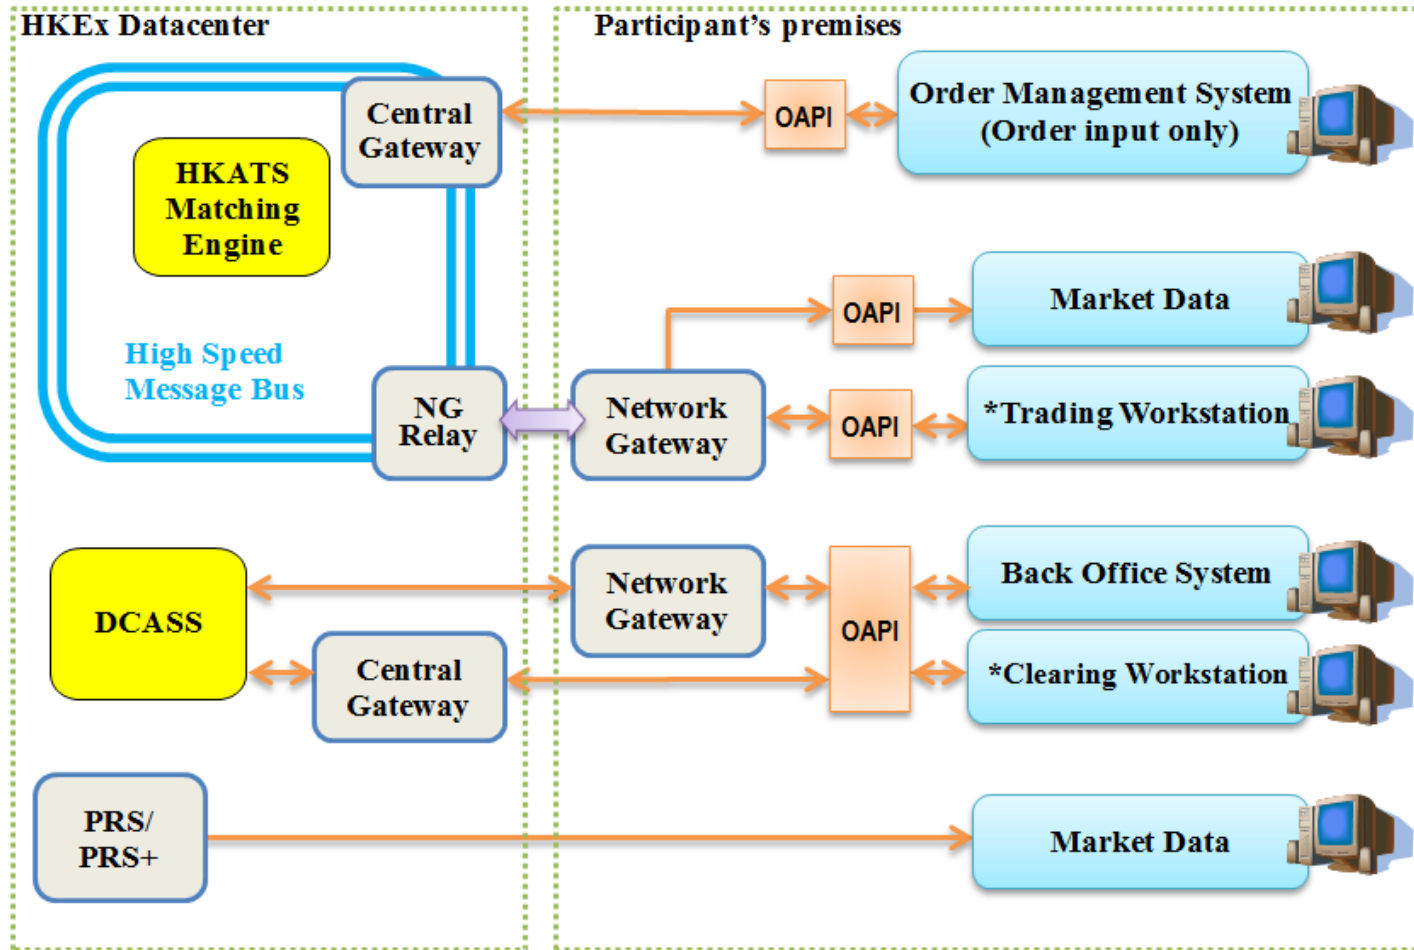 HKEx Datacenter
Participant's premises
Central
Gateway
OAPI
Order Management System
(Order input only)
HKATS
Matching
Engine
OAPI
Market Data
High Speed
Message Bus
NG
Relay
Network
Gateway
OAPI
*Trading Workstation
DCASS
Network
Gateway
OAPI
Back Office System
Central
Gateway
*Clearing Workstation
PRS/
PRS+
Market Data